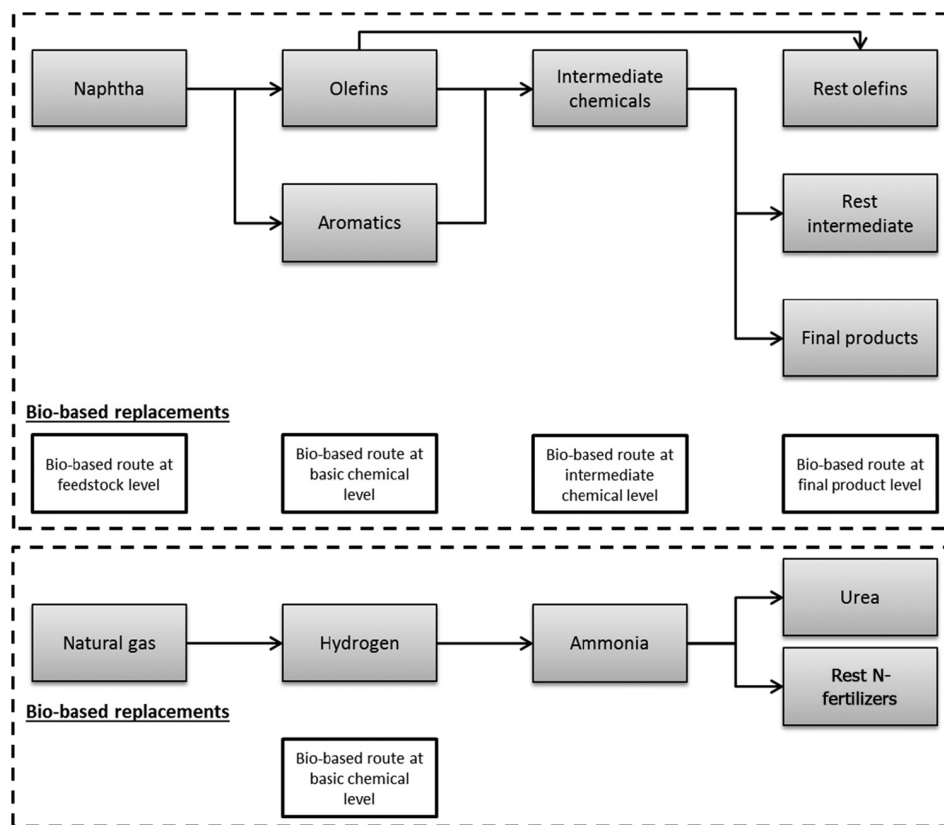 Naphtha
Olefins
Intermediate
chemicals
Rest olefins
Aromatics
Rest
intermediate
Final products
Bio-based replacements
Bio-based route at
feedstock level
Bio-based route at
basic chemical
level
Bio-based route at
intermediate
chemical level
Bio-based route at
final product level
Natural gas
Hydrogen
Ammonia
Urea
Rest N-
fertilizers
Bio-based replacements
Bio-based route at
basic chemical
level